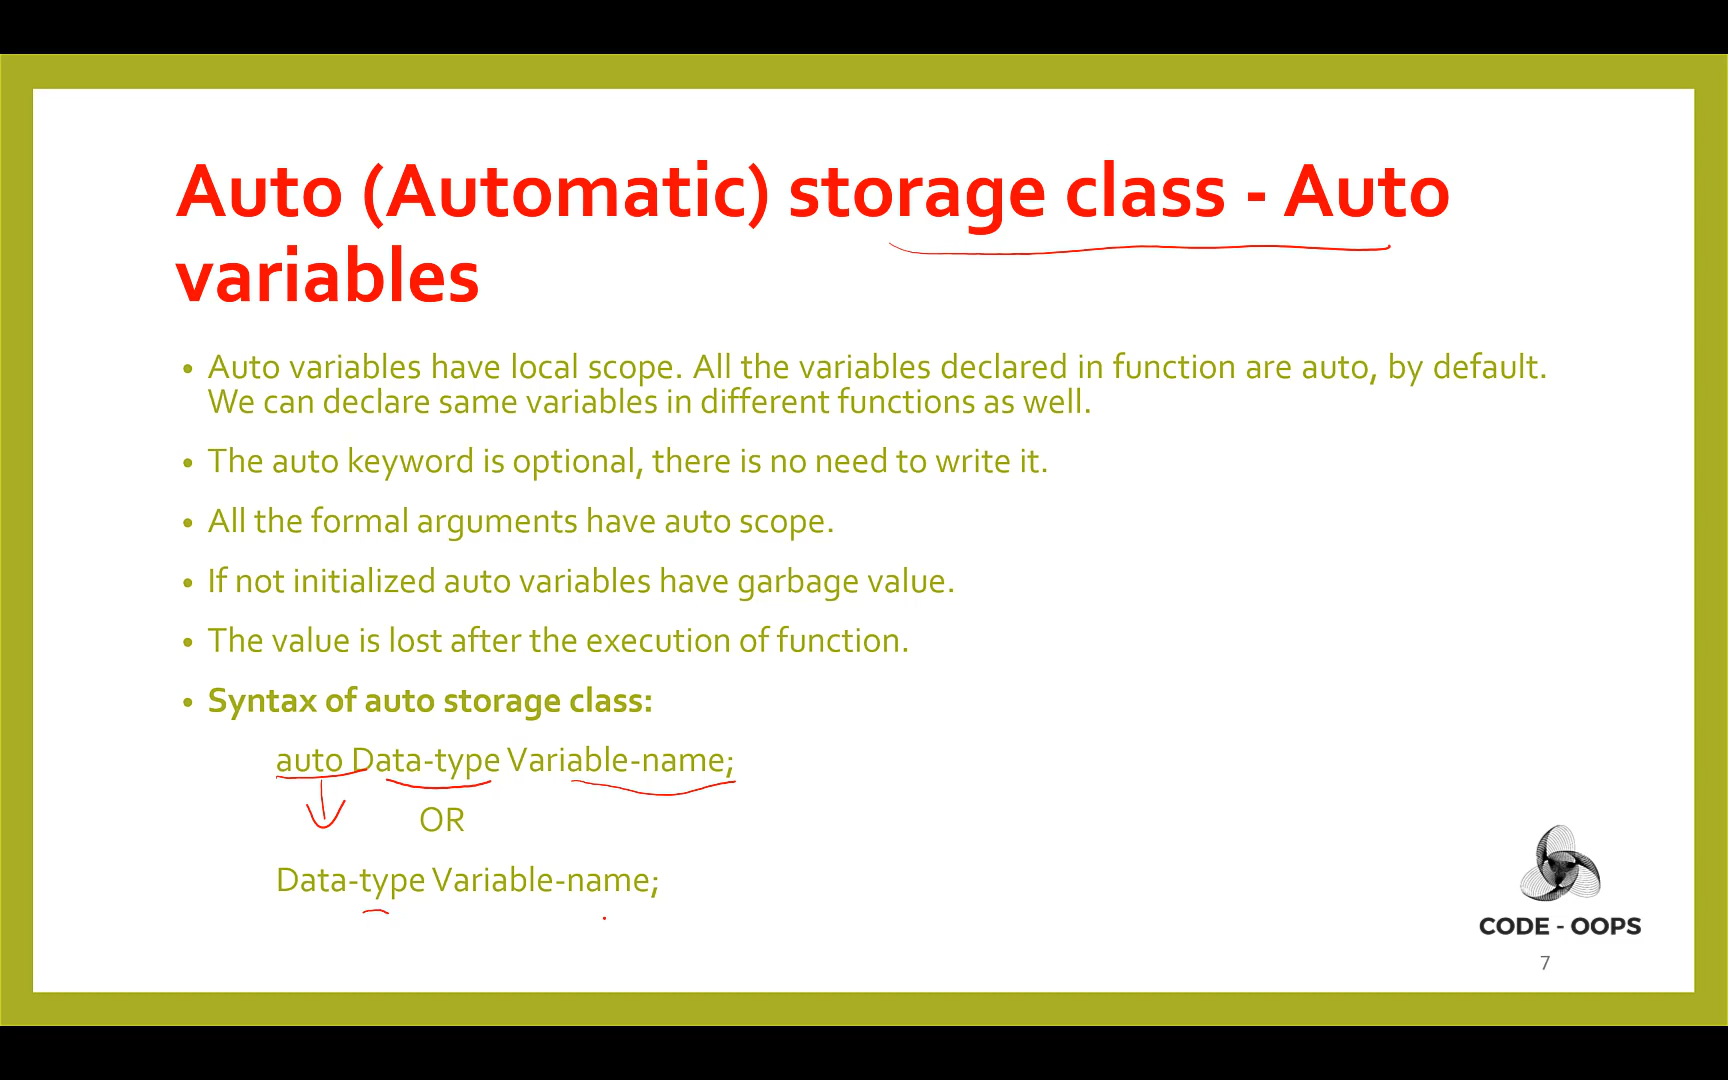 Auto (Automatic) storage class - Auto
variables
• Auto variables have local scope. All the variables declared in function are auto, by default.
We can declare same variables in different functions as well.
• The auto keyword is optional, there is no need to write it.
• All the formal arguments have auto scope.
• If not initialized auto variables have garbage value.
• The value is lost after the execution of function.
• Syntax of auto storage class:
auto Data-type Variable-name;
OR
Data-type Variable-name;
CODE - OOPS
7